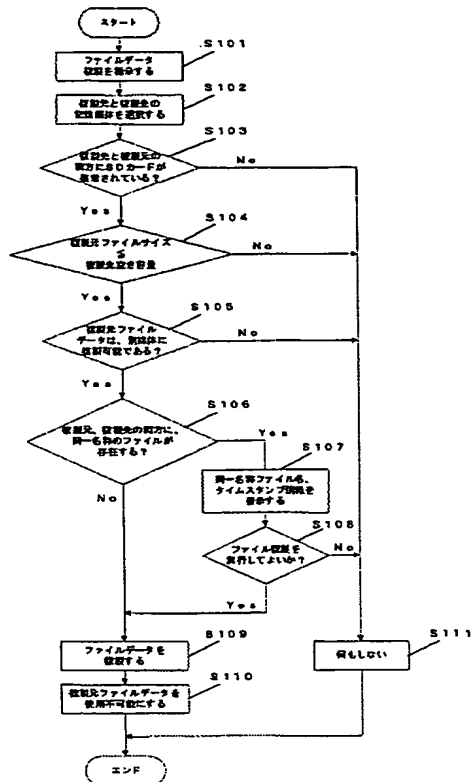 スタート
S101
ファイルデータ
複製を指示する
S102
複製元と複製先の
記憶媒体を選択する
S103
複製先と複製元の
両方にSDカードが
装着されている？
No
Yes
S104
複製元ファイルサイズ
≦
複製先空き容量
No
Yes
S105
複製元ファイル
データは、別媒体に
複製可能である？
No
Yes
S106
複製元、複製先の両方に、
同一名称のファイルが
存在する？
Yes
S107
No
同一名称ファイル名、
タイムスタンプ情報を
表示する
S108
ファイル複製を
実行してよいか？
No
Yes
S109
ファイルデータを
複製する
S111
何もしない
S110
複製元ファイルデータを
使用不可能にする
エンド